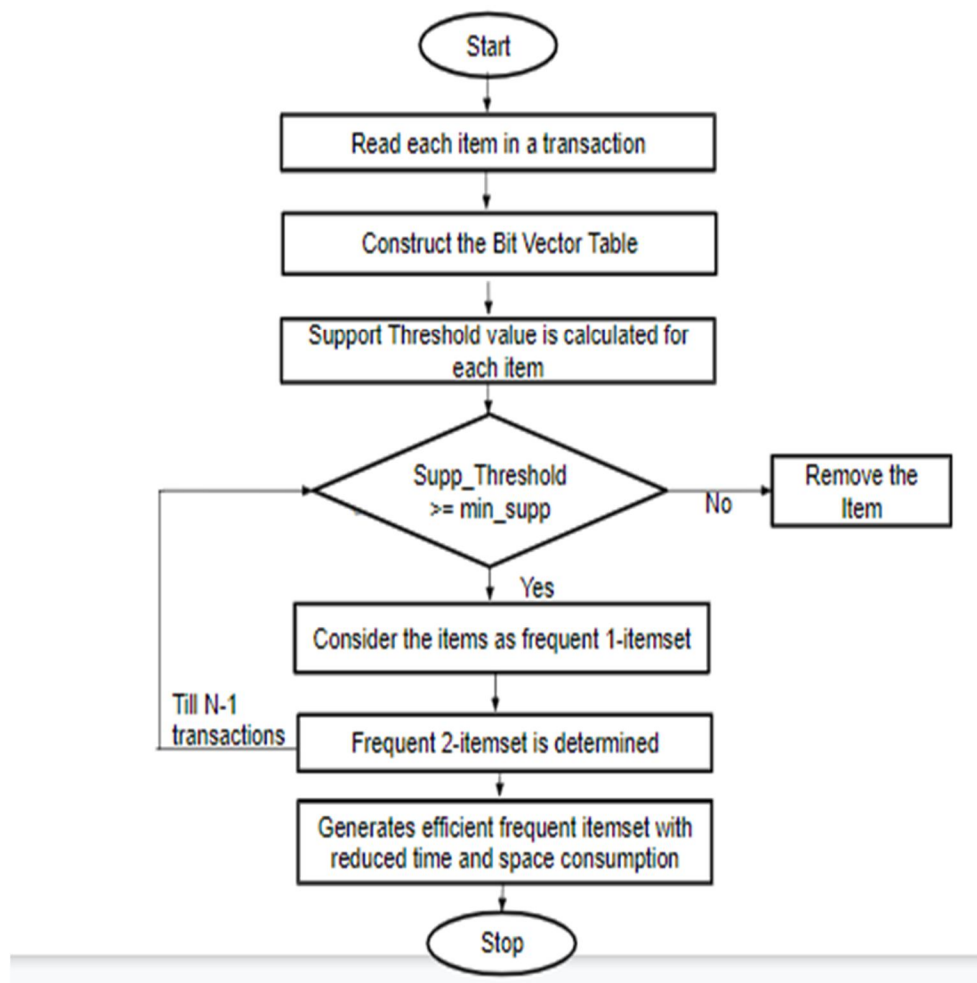 Start
Read each item in a transaction
Construct the Bit Vector Table
Support Threshold value is calculated for
each item
Supp_Threshold
>= min_supp
No
Remove the
Item
Yes
Consider the items as frequent 1-itemset
Till N-1
transactions
Frequent 2-itemset is determined
Generates efficient frequent itemset with
reduced time and space consumption
Stop